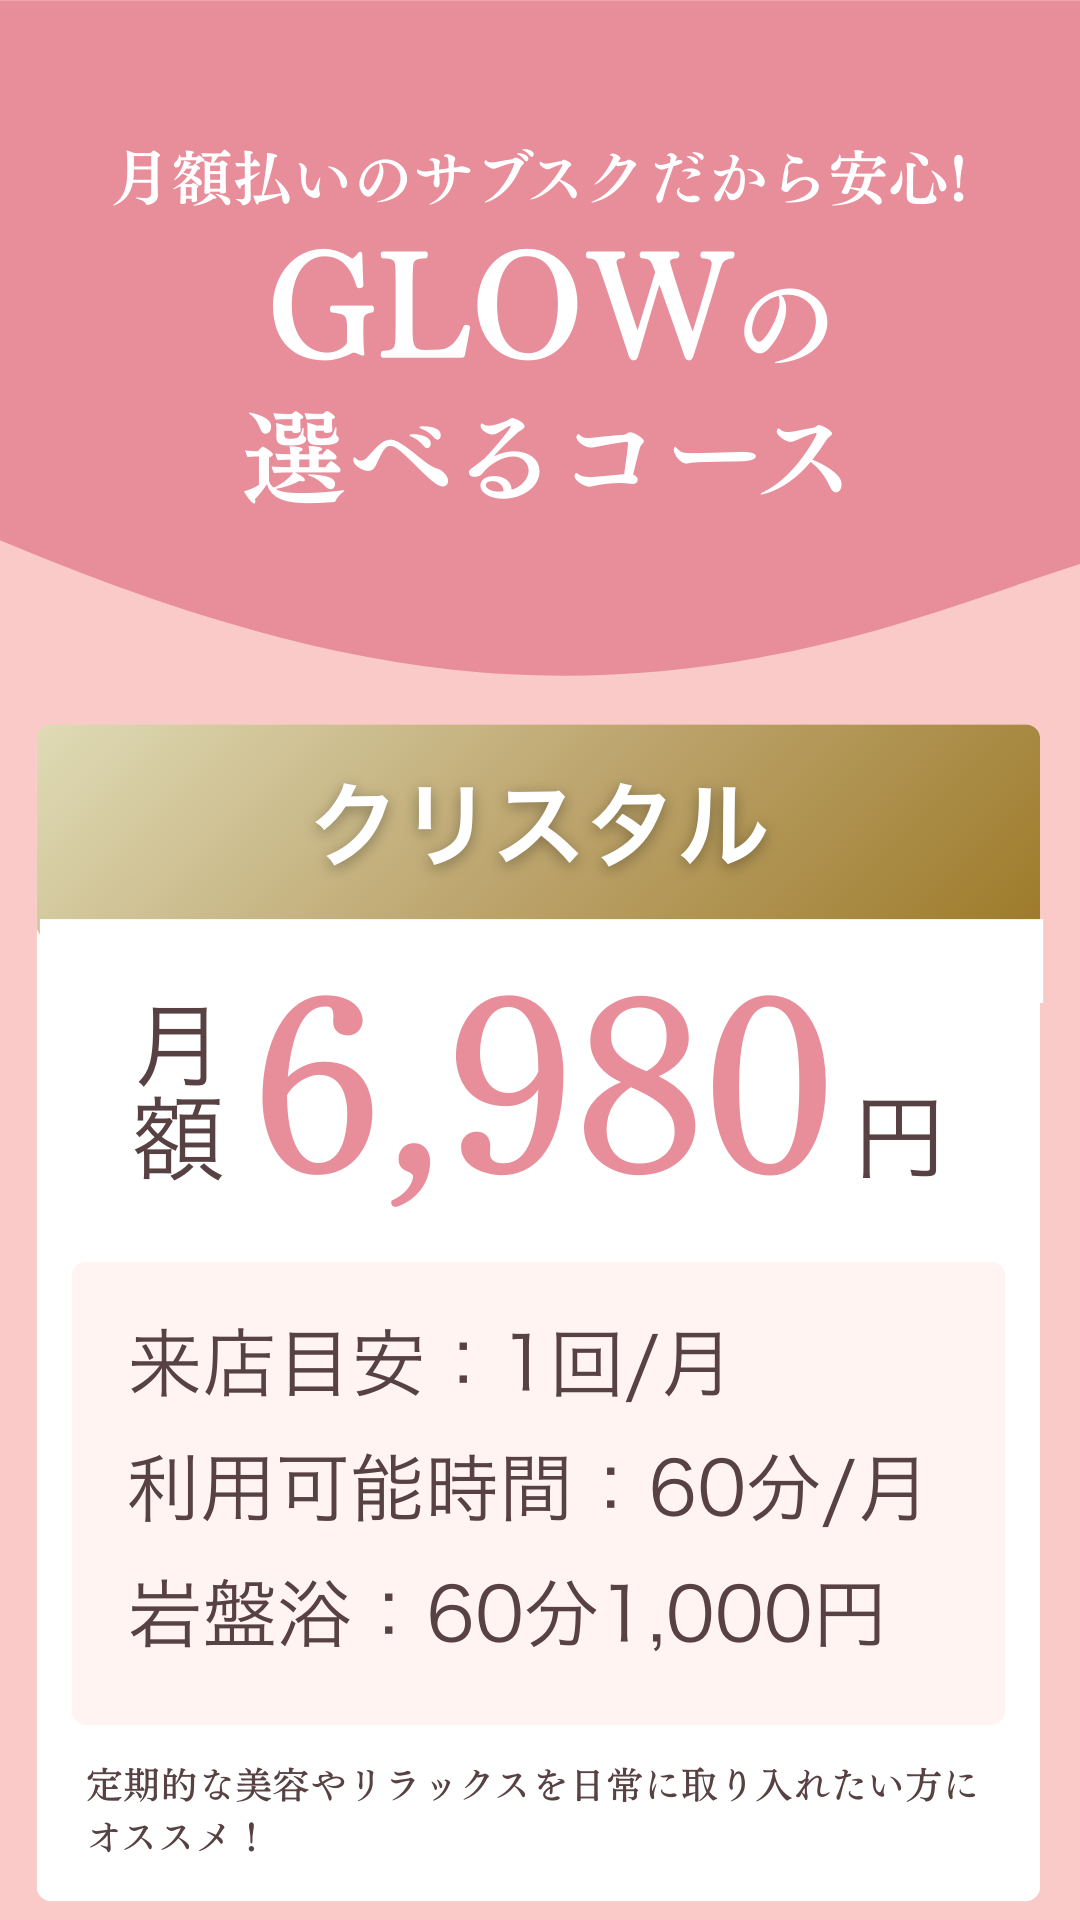 月額払いのサブスクだから安心!
GLOWの
選べるコース
クリスタル
月額 6,980 円
来店目安：1回/月
利用可能時間：60分/月
岩盤浴：60分1,000円
定期的な美容やリラックスを日常に取り入れたい方に
オススメ！